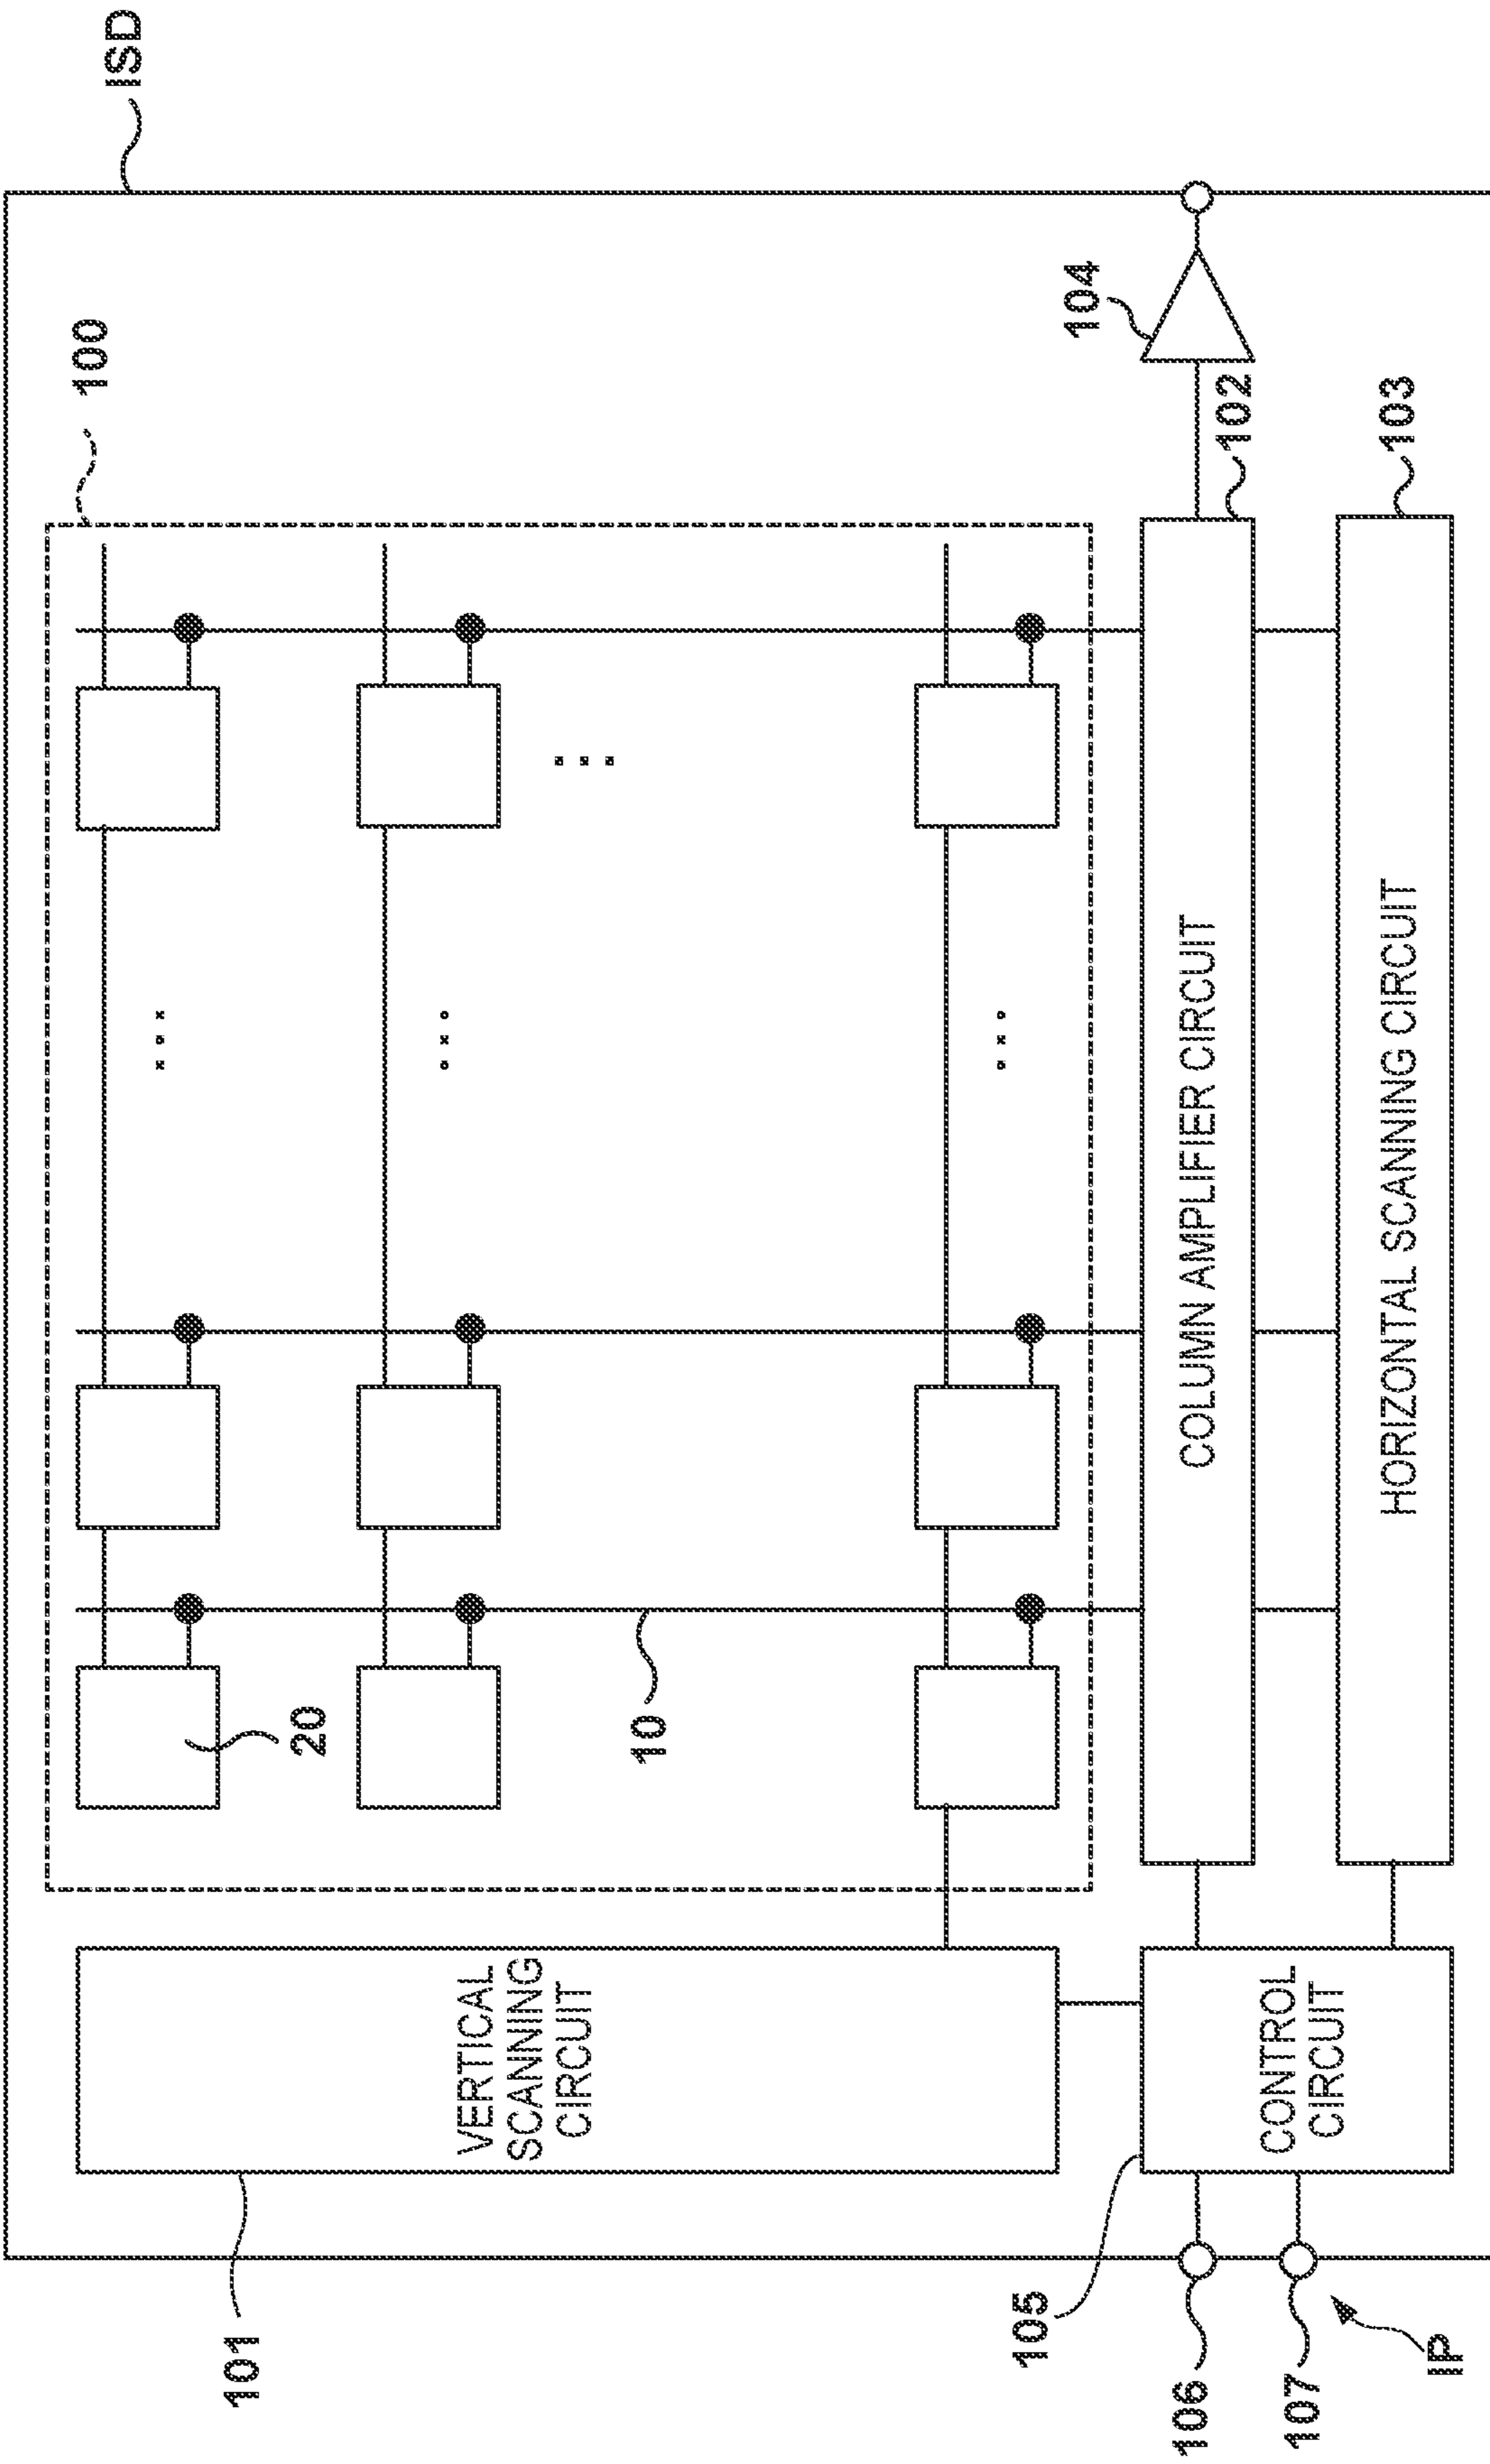 ISD
100
104
102
103
20
10
COLUMN AMPLIFIER CIRCUIT
HORIZONTAL SCANNING CIRCUIT
VERTICAL
SCANNING
CIRCUIT
CONTROL
CIRCUIT
101
105
106
107
IP